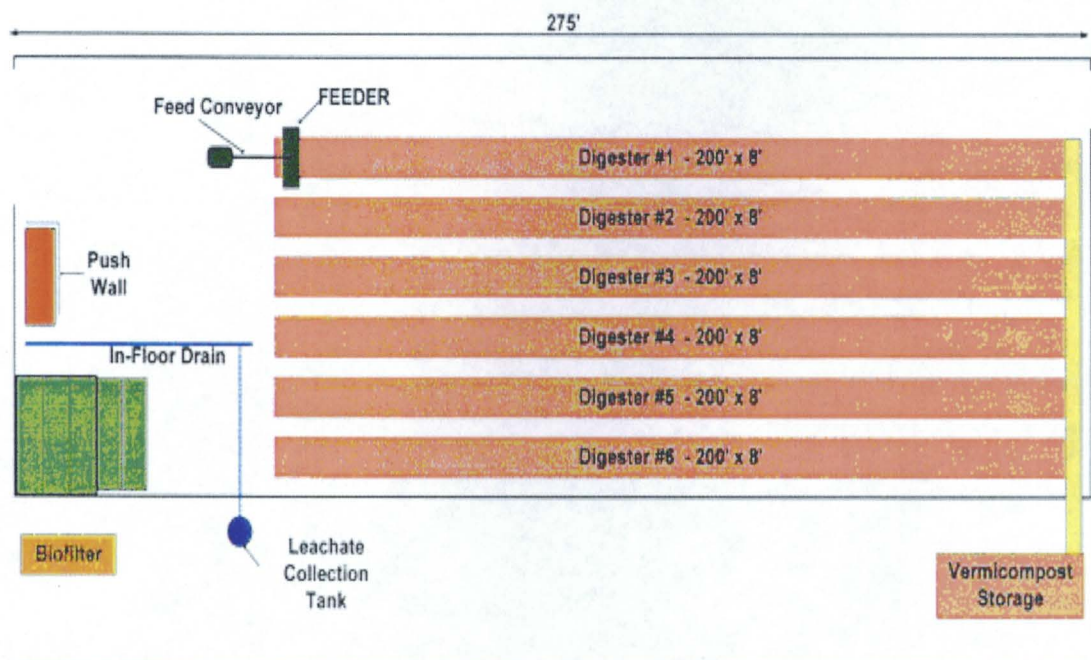 275'
Feed Conveyor
FEEDER
Digester #1 - 200' x 8'
Digester #2 - 200' x 8'
Push
Wall
Digester #3 - 200' x 8'
Digester #4 - 200' x 8'
In-Floor Drain
Digester #5 - 200' x 8'
Digester #6 - 200' x 8'
Biofilter
Leachate
Collection
Tank
Vermicompost
Storage